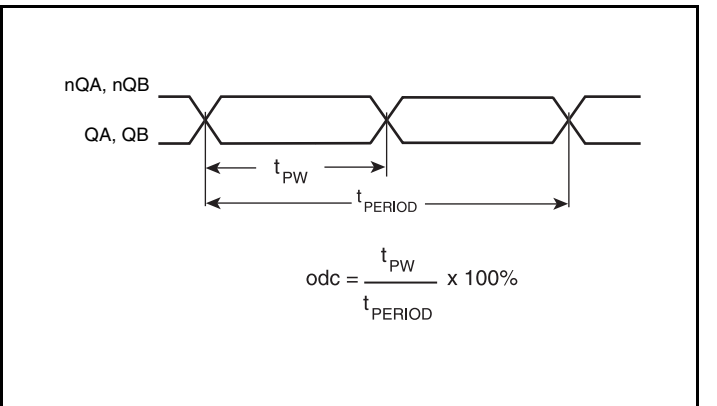 nQA, nQB
QA, QB
tPW
tPERIOD
odc = tPW / tPERIOD x 100%